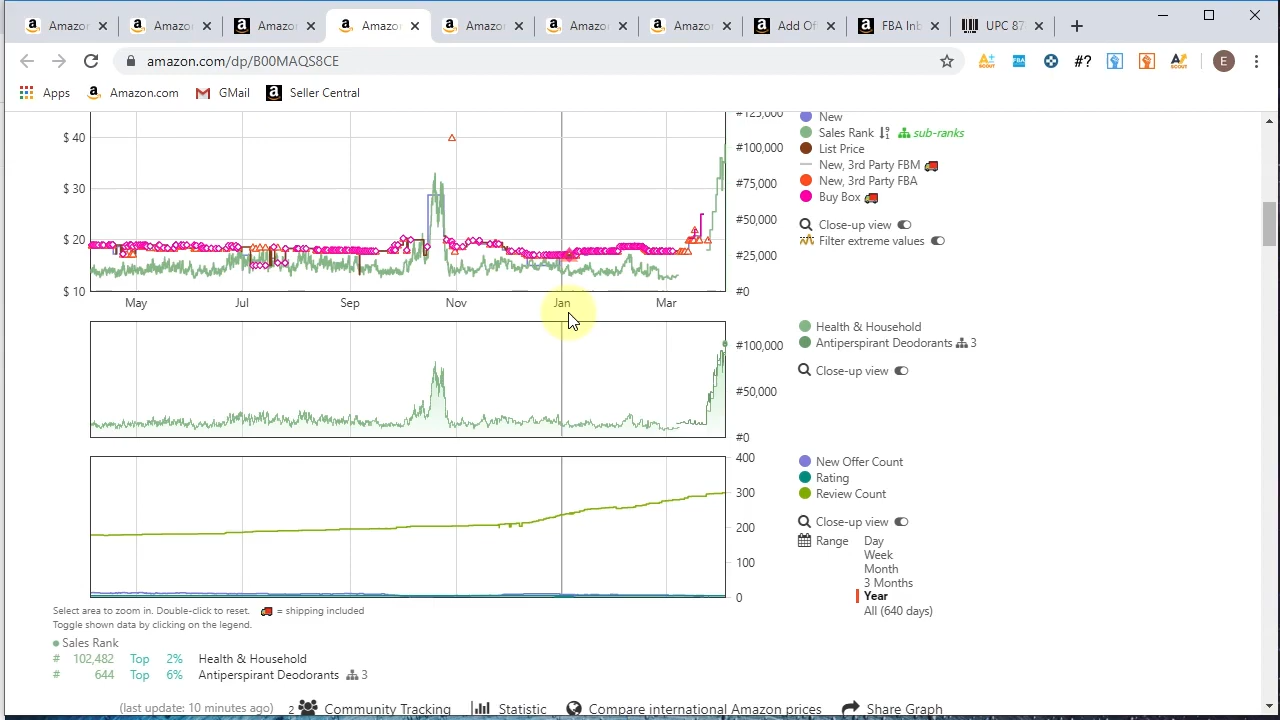 Amazon Amazon Amazon Amazon Amazon Amazon Amazon Add Of FBA Inb UPC 87
amazon.com/dp/B00MAQS8CE
A+ SCOUT FBA #? AZ SCOUT E
Apps Amazon.com GMail Seller Central
$ 40
$ 30
$ 20
$ 10
#125,000
#100,000
#75,000
#50,000
#25,000
#0
May Jul Sep Nov Jan Mar
New
Sales Rank sub-ranks
List Price
New, 3rd Party FBM
New, 3rd Party FBA
Buy Box
Close-up view
Filter extreme values
#100,000
#50,000
#0
Health & Household
Antiperspirant Deodorants 3
Close-up view
400
300
200
100
0
New Offer Count
Rating
Review Count
Close-up view
Range Day
Week
Month
3 Months
Year
All (640 days)
Select area to zoom in. Double-click to reset. = shipping included
Toggle shown data by clicking on the legend.
Sales Rank
# 102,482 Top 2% Health & Household
# 644 Top 6% Antiperspirant Deodorants 3
(last update: 10 minutes ago) 2 Community Tracking Statistic Compare international Amazon prices Share Graph